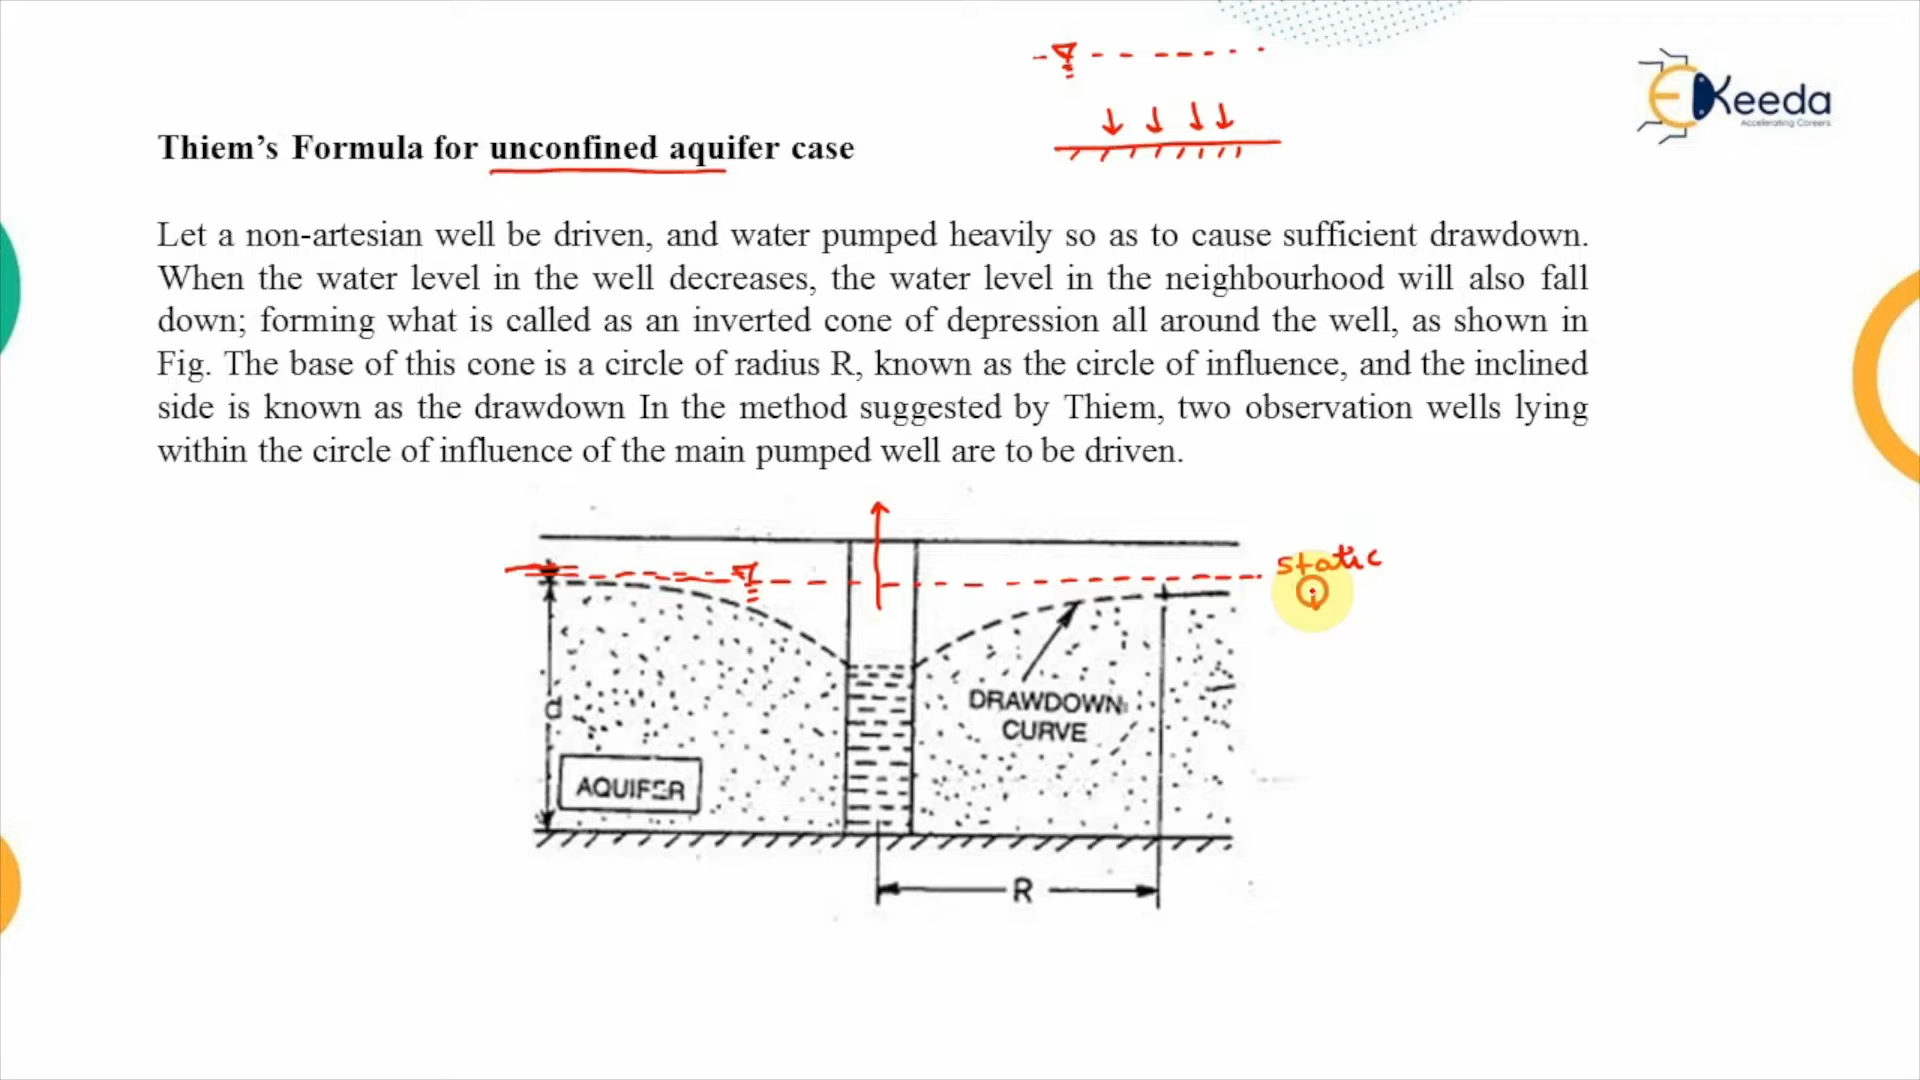 Keeda
Accelerating Careers
Thiem’s Formula for unconfined aquifer case
Let a non-artesian well be driven, and water pumped heavily so as to cause sufficient drawdown.
When the water level in the well decreases, the water level in the neighbourhood will also fall
down; forming what is called as an inverted cone of depression all around the well, as shown in
Fig. The base of this cone is a circle of radius R, known as the circle of influence, and the inclined
side is known as the drawdown In the method suggested by Thiem, two observation wells lying
within the circle of influence of the main pumped well are to be driven.
static
d
DRAWDOWN
CURVE
AQUIFER
R